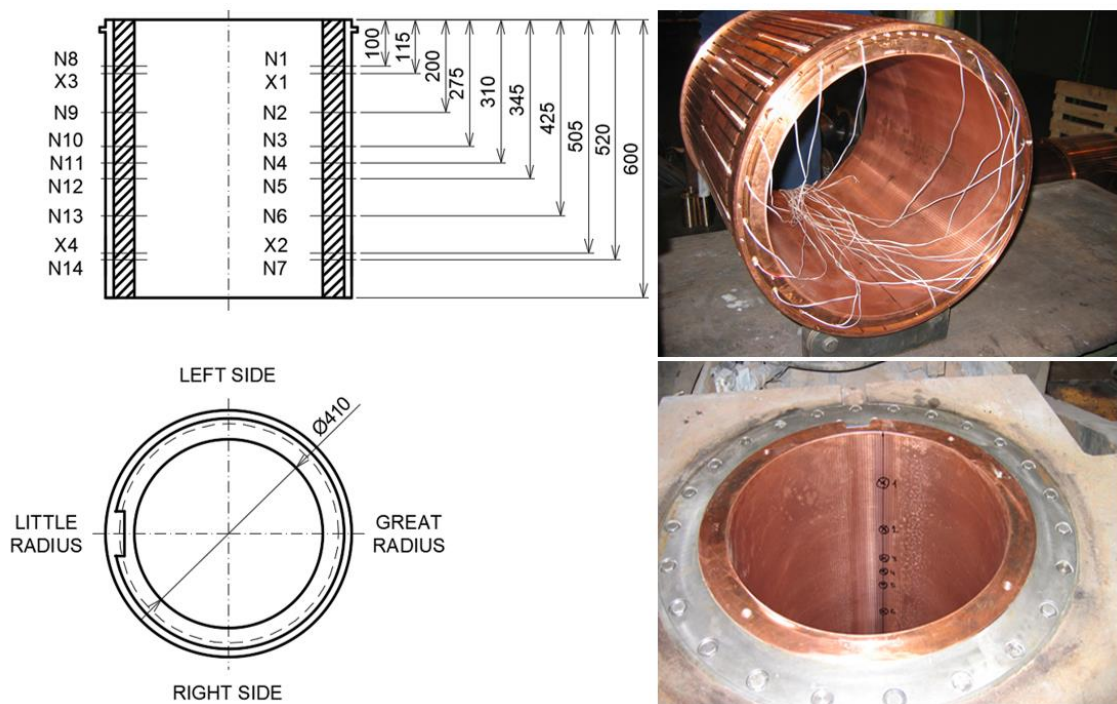 N8 N1
X3 X1
N9 N2
N10 N3
N11 N4
N12 N5
N13 N6
X4 X2
N14 N7
100
115
200
275
310
345
425
505
520
600
LEFT SIDE
Ø410
LITTLE
RADIUS
GREAT
RADIUS
RIGHT SIDE